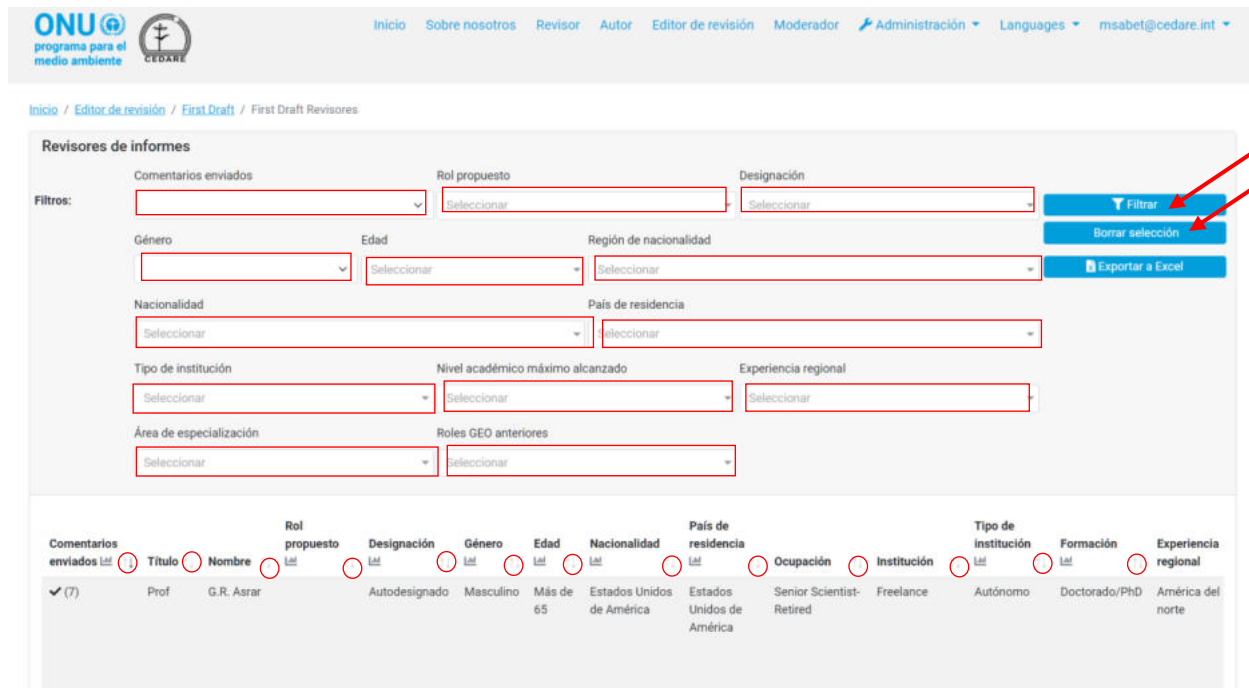 ONU
programa para el
medio ambiente
CEDARE
Inicio Sobre nosotros Revisor Autor Editor de revisión Moderador Administración Languages msabet@cedare.int
Inicio / Editor de revisión / First Draft / First Draft Revisores
Revisores de informes
Comentarios enviados Rol propuesto Designación
Filtros:
Seleccionar Seleccionar Filtrar
Borrar selección
Género Edad Región de nacionalidad
Seleccionar Seleccionar Exportar a Excel
Nacionalidad País de residencia
Seleccionar Seleccionar
Tipo de institución Nivel académico máximo alcanzado Experiencia regional
Seleccionar Seleccionar Seleccionar
Área de especialización Roles GEO anteriores
Seleccionar Seleccionar
Rol País de Tipo de
Comentarios propuesto Designación Género Edad Nacionalidad residencia institución Formación Experiencia
enviados Título Nombre Ocupación Institución regional
(7) Prof G.R. Asrar Autodesignado Masculino Más de Estados Unidos Estados Senior Scientist- Freelance Autónomo Doctorado/PhD América del
65 de América Unidos de Retired norte
América